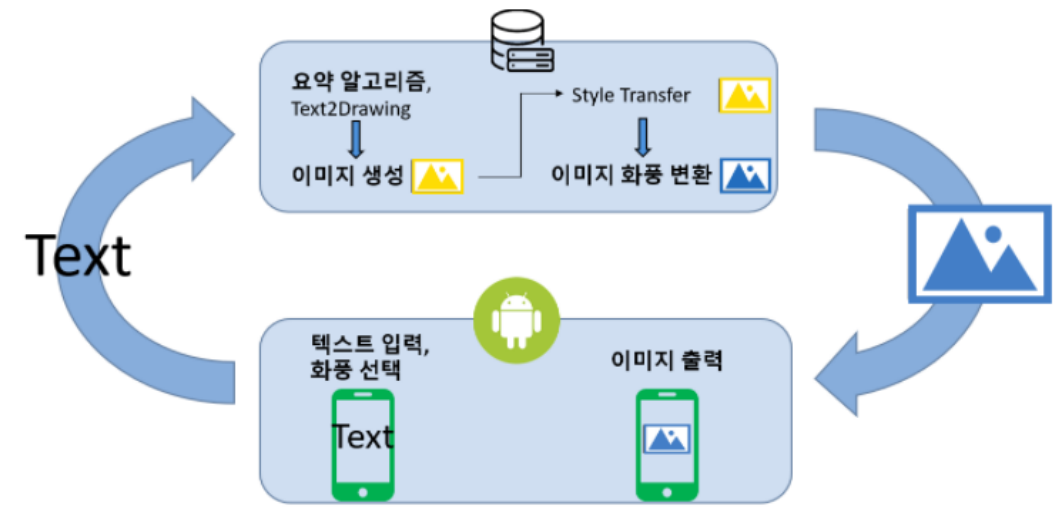 요약 알고리즘,
Text2Drawing
이미지 생성
Style Transfer
이미지 화풍 변환
Text
텍스트 입력,
화풍 선택
Text
이미지 출력